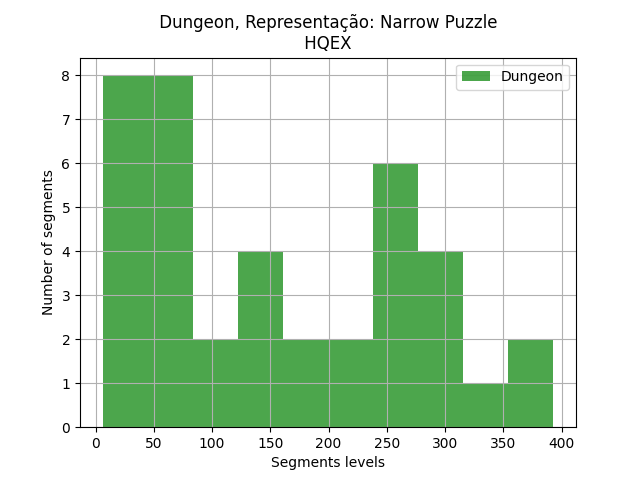 Dungeon, Representação: Narrow Puzzle
HQEX
Dungeon
Number of segments
8
7
6
5
4
3
2
1
0
0 50 100 150 200 250 300 350 400
Segments levels